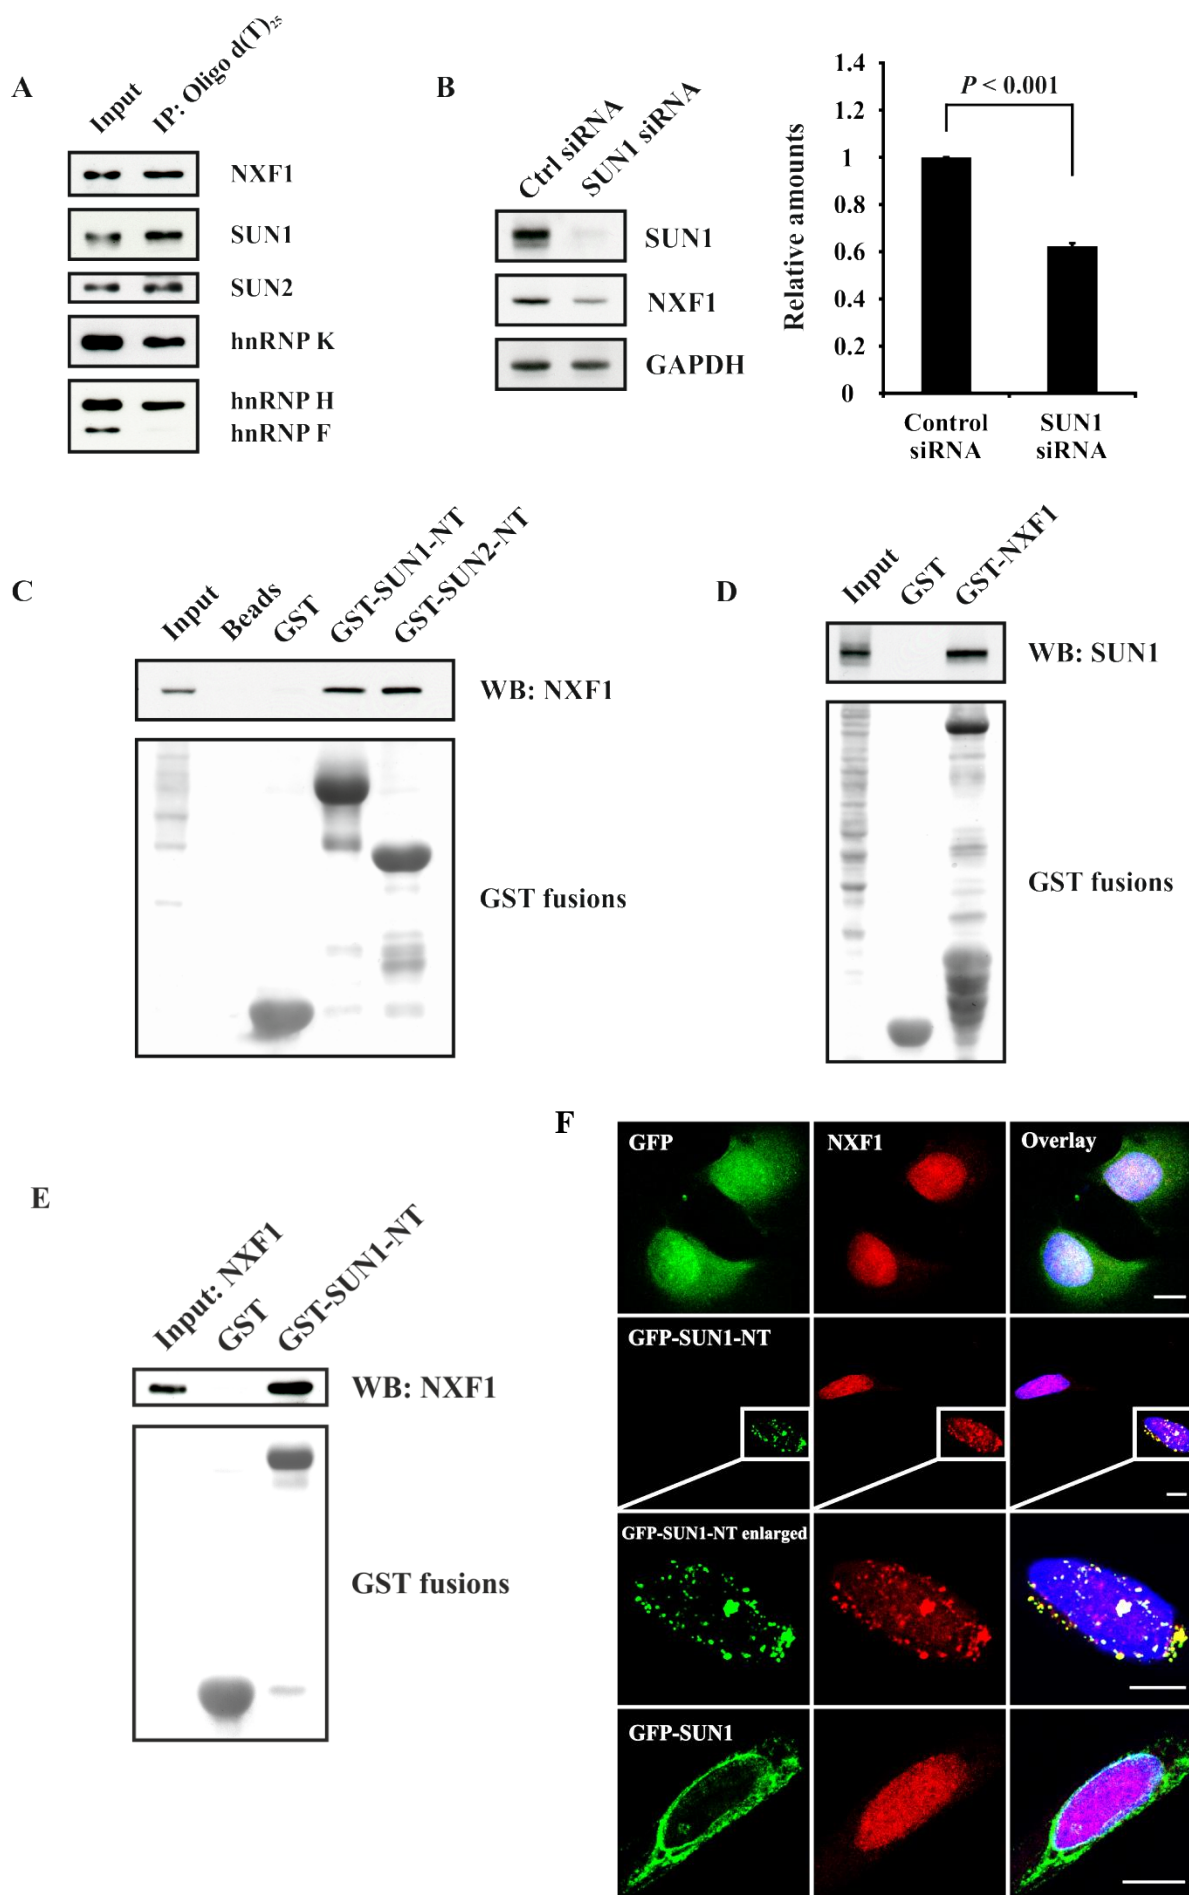 A
Input
IP: Oligo d(T)25
NXF1
SUN1
SUN2
hnRNP K
hnRNP H
hnRNP F
B
Ctrl siRNA
SUN1 siRNA
SUN1
NXF1
GAPDH
Relative amounts
1.4
1.2
1
0.8
0.6
0.4
0.2
0
P < 0.001
Control
siRNA
SUN1
siRNA
C
Input
Beads
GST
GST-SUN1-NT
GST-SUN2-NT
WB: NXF1
GST fusions
D
Input
GST
GST-NXF1
WB: SUN1
GST fusions
E
Input: NXF1
GST
GST-SUN1-NT
WB: NXF1
GST fusions
F
GFP
NXF1
Overlay
GFP-SUN1-NT
GFP-SUN1-NT enlarged
GFP-SUN1